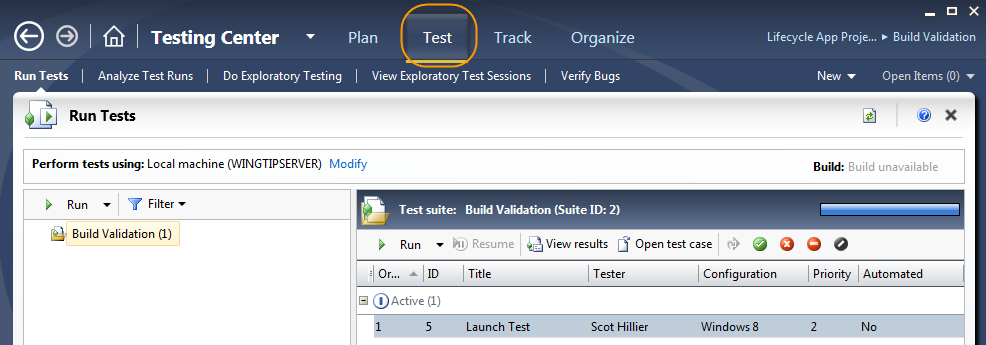 Testing Center Plan Test Track Organize Lifecycle App Proje... Build Validation
Run Tests Analyze Test Runs Do Exploratory Testing View Exploratory Test Sessions Verify Bugs New Open Items (0)
Run Tests
Perform tests using: Local machine (WINGTIPSERVER) Modify Build: Build unavailable
Run Filter
Build Validation (1)
Test suite: Build Validation (Suite ID: 2)
Run Resume View results Open test case
Or... ID Title Tester Configuration Priority Automated
Active (1)
1 5 Launch Test Scot Hillier Windows 8 2 No